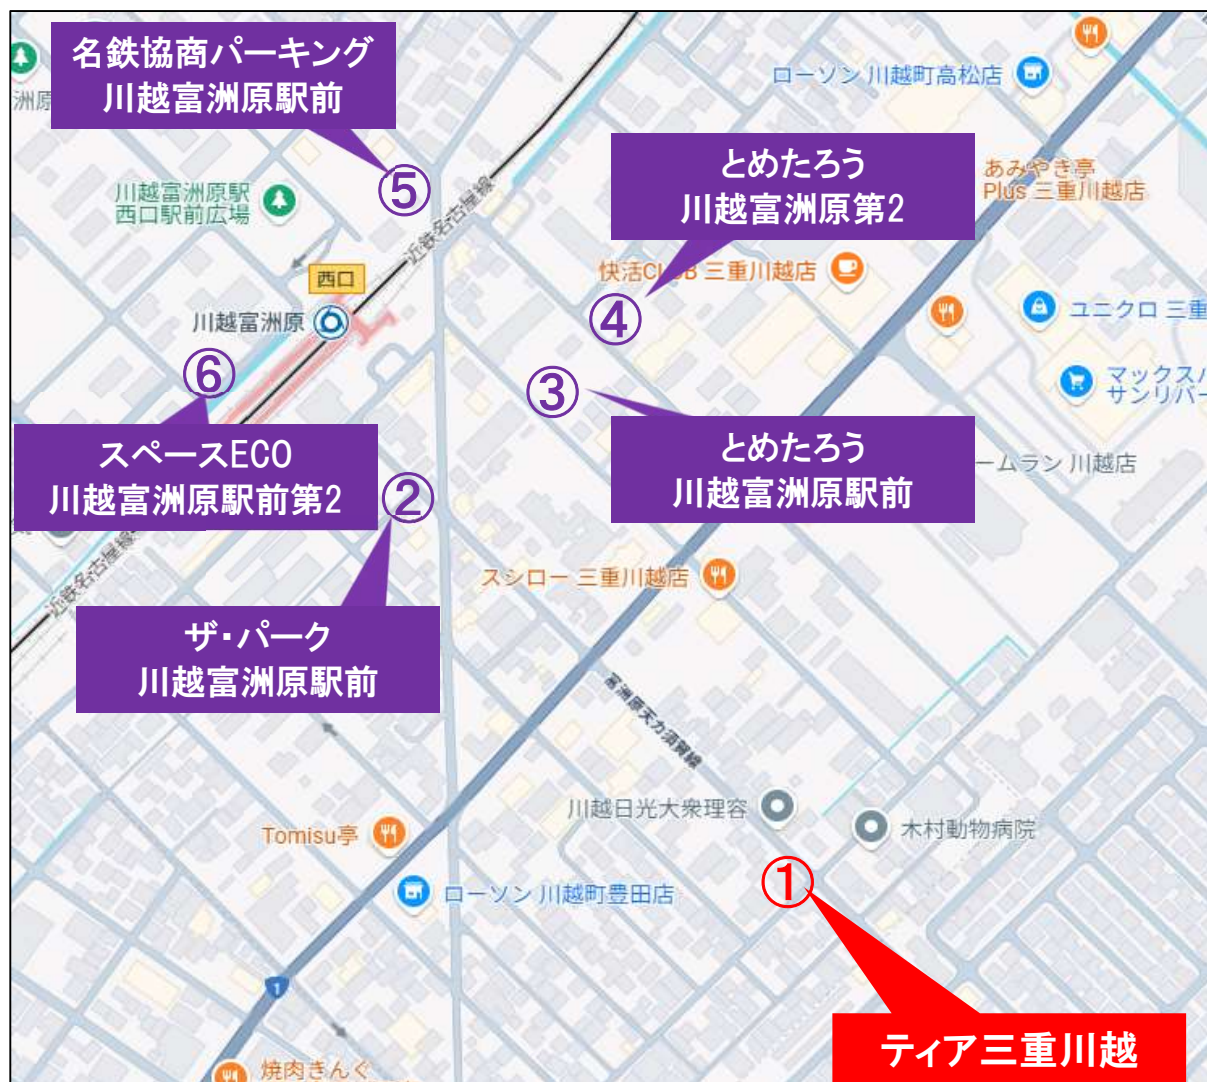 名鉄協商パーキング
川越富洲原駅前
洲原
ローソン 川越町高松店
とめたろう
川越富洲原第2
あみやき亭
Plus 三重川越店
⑤
川越富洲原駅
西口駅前広場
近鉄名古屋線
西口
快活CLUB 三重川越店
④
ユニクロ 三重
川越富洲原
⑥
③
マックスバ
サンリバー
スペースECO
川越富洲原駅前第2
とめたろう
川越富洲原駅前
ームラン 川越店
②
近鉄名古屋線
スシロー 三重川越店
ザ・パーク
川越富洲原駅前
富洲原天力須賀線
川越日光大衆理容
木村動物病院
Tomisu亭
①
ローソン 川越町豊田店
1
ティア三重川越
焼肉きんぐ